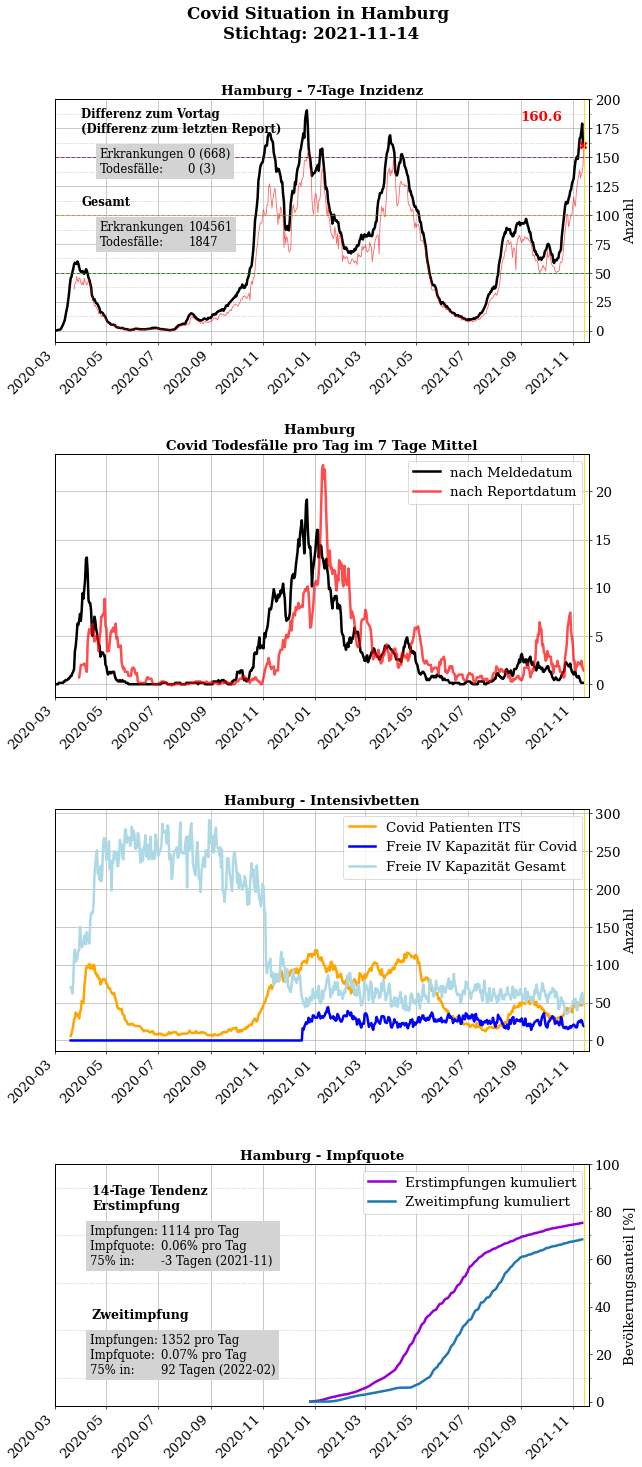 Covid Situation in Hamburg
Stichtag: 2021-11-14
Hamburg - 7-Tage Inzidenz
Differenz zum Vortag
(Differenz zum letzten Report)
Erkrankungen 0 (668)
Todesfälle: 0 (3)
Gesamt
Erkrankungen 104561
Todesfälle: 1847
160.6
200
175
150
125
100
75
50
25
0
Anzahl
2020-03
2020-05
2020-07
2020-09
2020-11
2021-01
2021-03
2021-05
2021-07
2021-09
2021-11
Hamburg
Covid Todesfälle pro Tag im 7 Tage Mittel
nach Meldedatum
nach Reportdatum
20
15
10
5
0
2020-03
2020-05
2020-07
2020-09
2020-11
2021-01
2021-03
2021-05
2021-07
2021-09
2021-11
Hamburg - Intensivbetten
Covid Patienten ITS
Freie IV Kapazität für Covid
Freie IV Kapazität Gesamt
300
250
200
150
100
50
0
Anzahl
2020-03
2020-05
2020-07
2020-09
2020-11
2021-01
2021-03
2021-05
2021-07
2021-09
2021-11
Hamburg - Impfquote
14-Tage Tendenz
Erstimpfung
Impfungen: 1114 pro Tag
Impfquote: 0.06% pro Tag
75% in: -3 Tagen (2021-11)
Zweitimpfung
Impfungen: 1352 pro Tag
Impfquote: 0.07% pro Tag
75% in: 92 Tagen (2022-02)
Erstimpfungen kumuliert
Zweitimpfung kumuliert
100
80
60
40
20
0
Bevölkerungsanteil [%]
2020-03
2020-05
2020-07
2020-09
2020-11
2021-01
2021-03
2021-05
2021-07
2021-09
2021-11